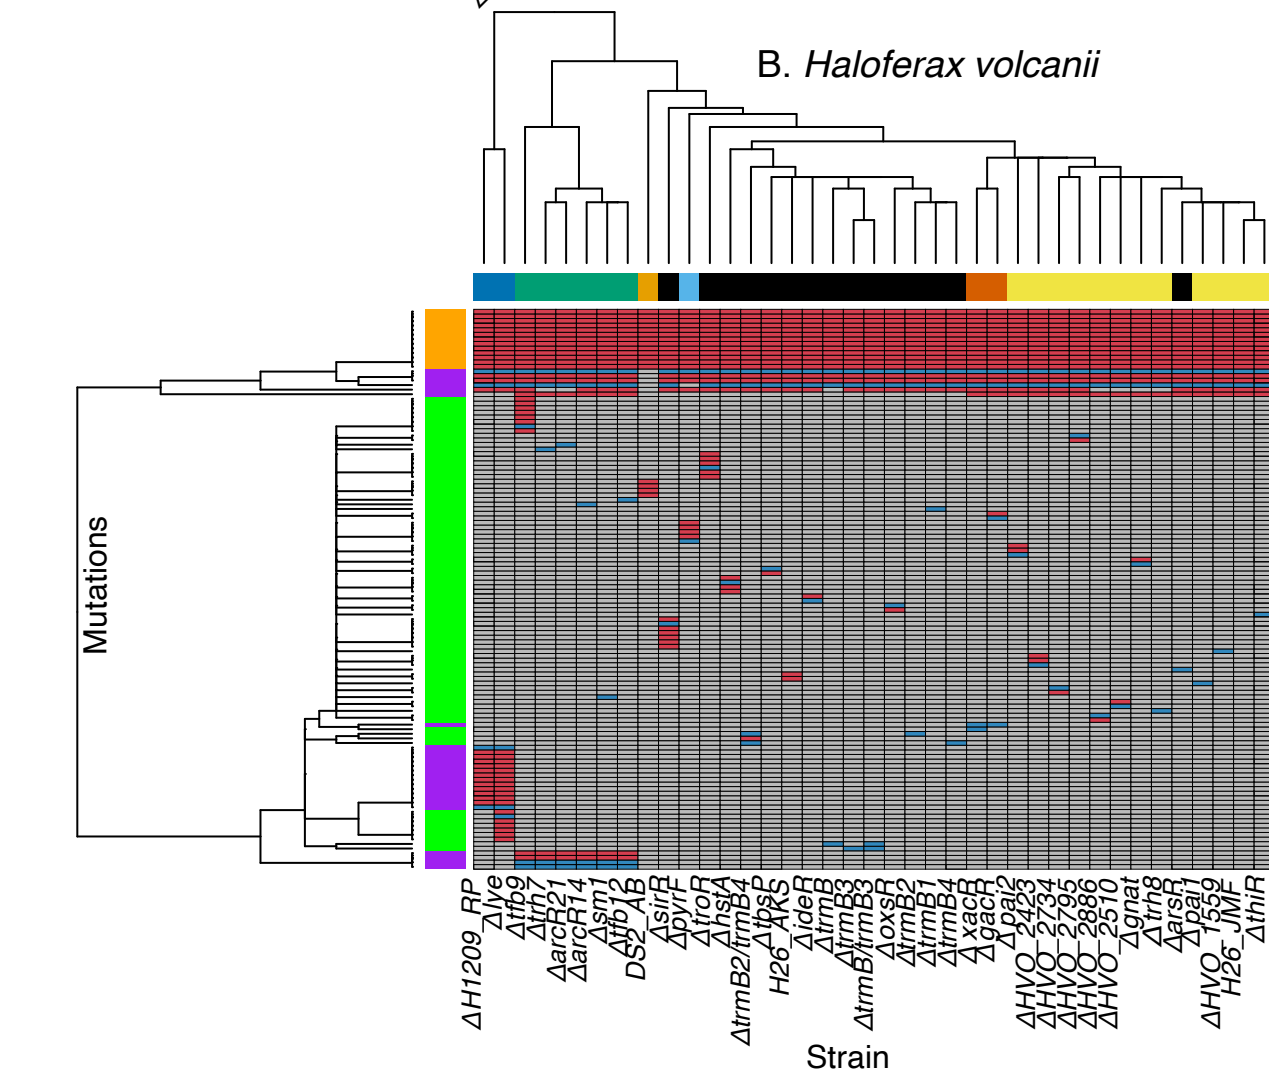 B. Haloferax volcanii
Mutations
ΔH1209_RP
Δlye
Δtfb9
Δtrh7
ΔarcR21
ΔarcR14
Δsm1
Δtfb12
DS2_AB
ΔsirR
ΔpyrF
ΔtroR
ΔhstA
ΔtrmB2/trmB4
Δtbsp
H26_AKS
ΔideR
ΔtrmB
ΔtrmB3
ΔtrmB/trmB3
ΔoxsR
ΔtrmB2
ΔtrmB1
ΔtrmB4
ΔxacR
ΔgacR
Δpai2
ΔHVO_2423
ΔHVO_2734
ΔHVO_2795
ΔHVO_2886
ΔHVO_2510
Δgnat
Δtrh8
ΔarsR
Δpai1
ΔHVO_1559
H26_JMF
ΔthiR
Strain